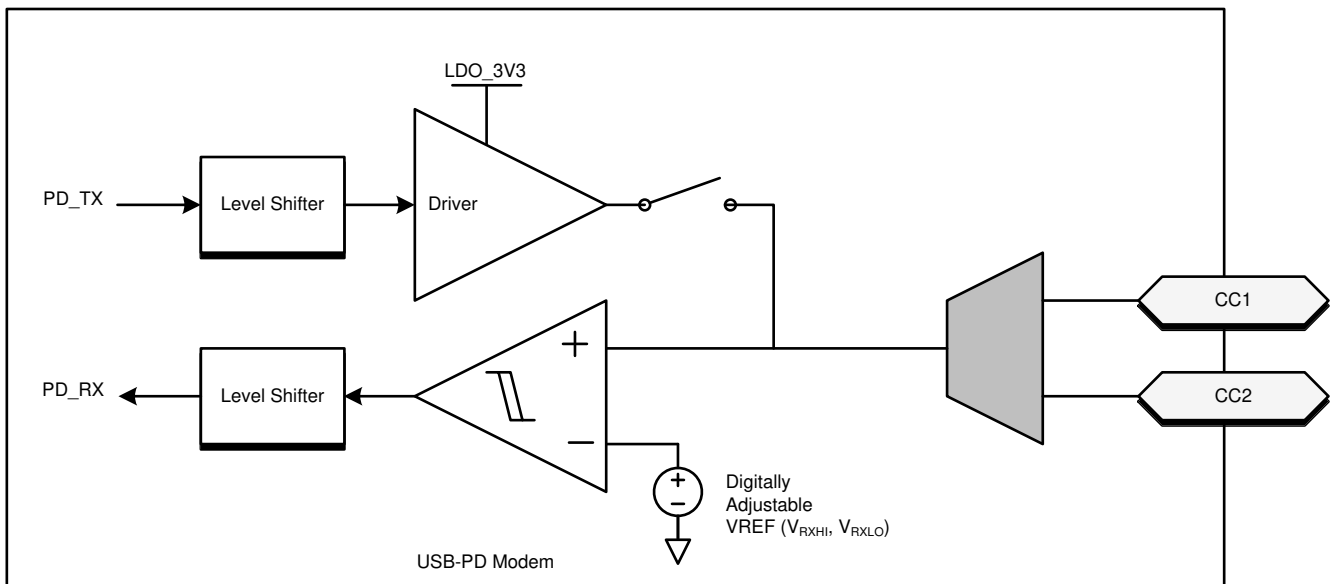 LDO_3V3
PD_TX
Level Shifter
Driver
CC1
+
PD_RX
Level Shifter
CC2
−
+
−
Digitally
Adjustable
VREF (VRXHI, VRXLO)
USB-PD Modem